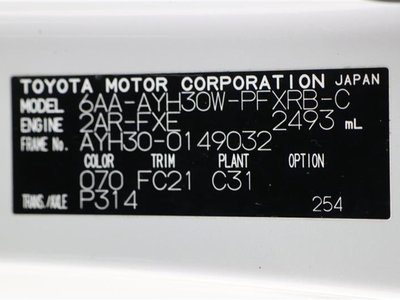 TOYOTA MOTOR CORPORATION JAPAN
MODEL 6AA-AYH30W-PFXRB-C
ENGINE 2AR-FXE 2493 mL
FRAME No. AYH30-0149032
COLOR TRIM PLANT OPTION
070 FC21 C31
TRANS./AXLE P314 254